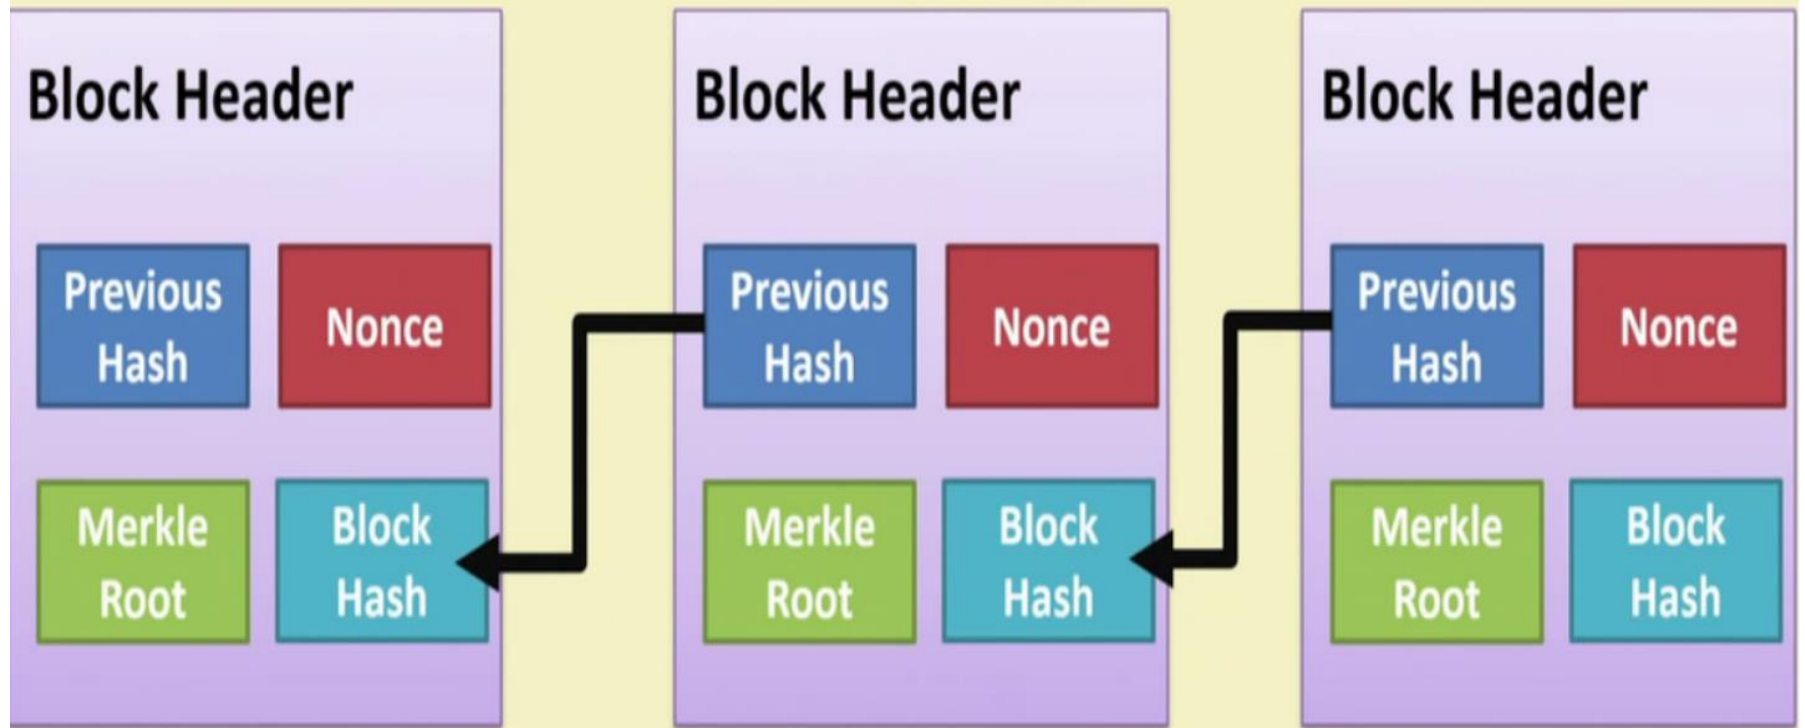 Block Header
Previous
Hash
Nonce
Merkle
Root
Block
Hash
Block Header
Previous
Hash
Nonce
Merkle
Root
Block
Hash
Block Header
Previous
Hash
Nonce
Merkle
Root
Block
Hash